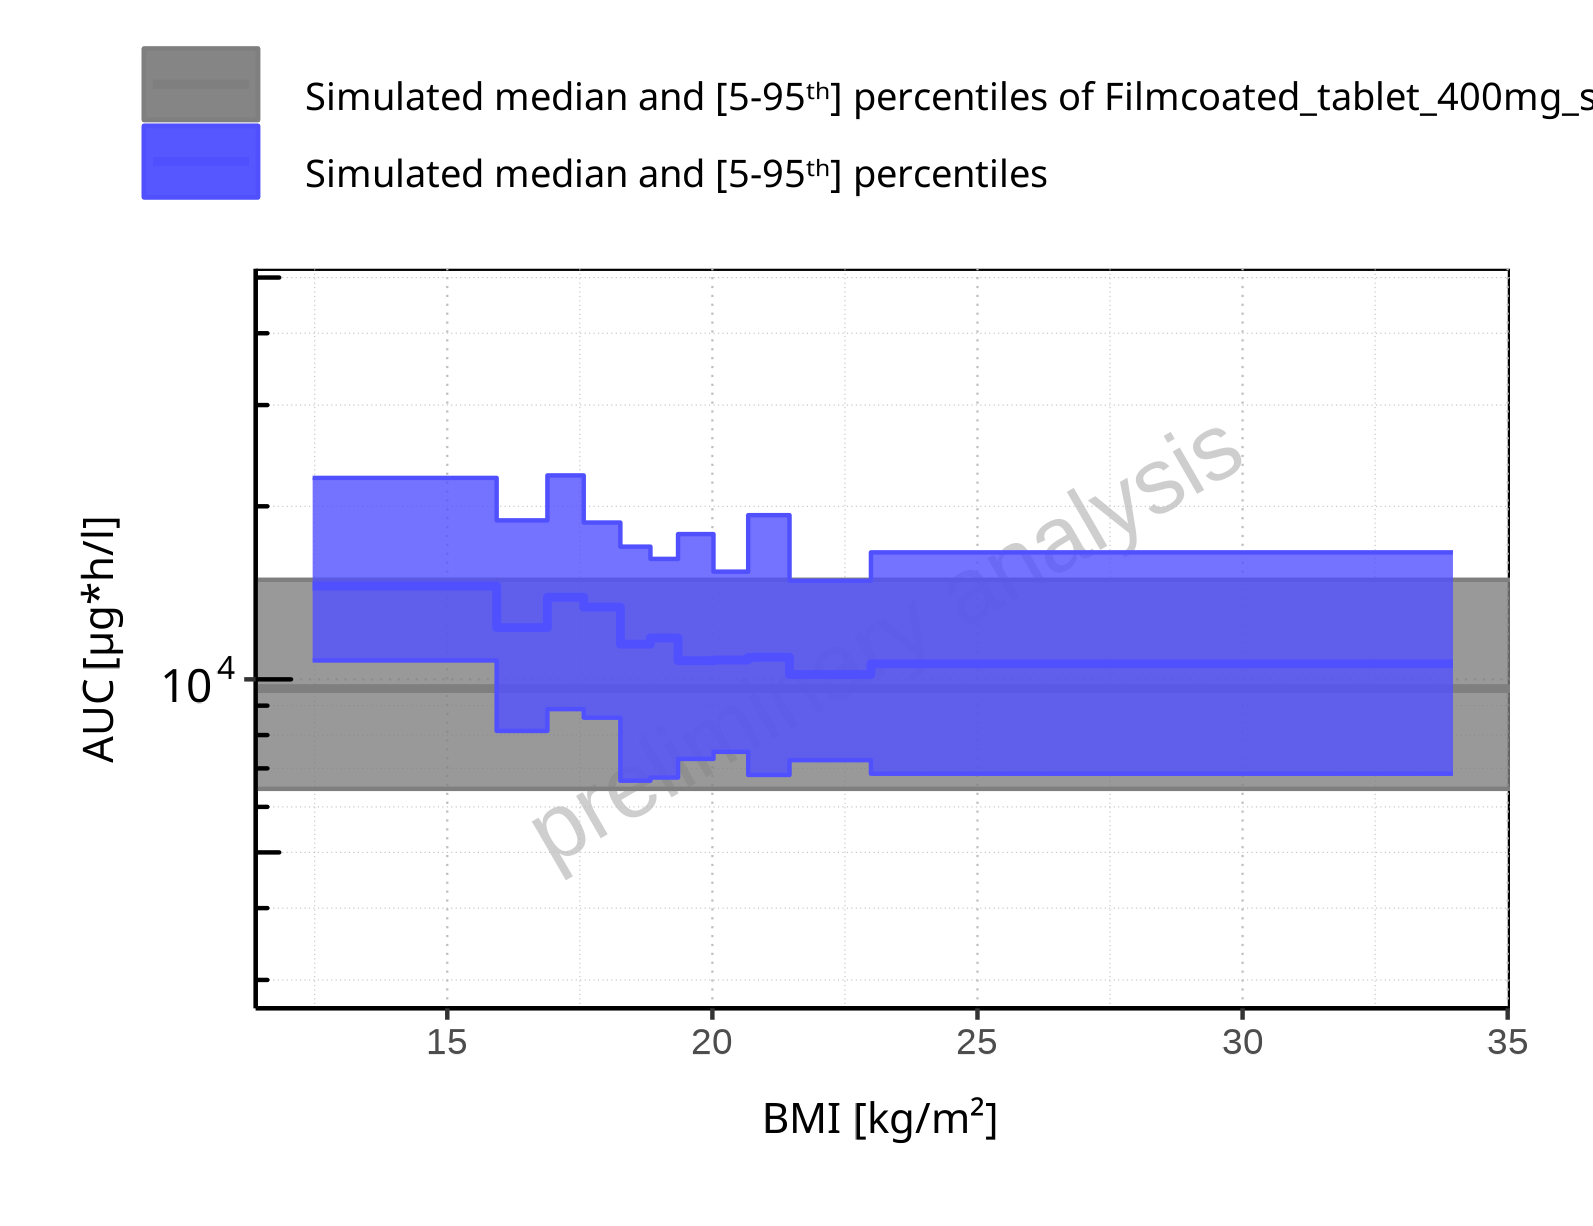 Simulated median and [5-95ᵗʰ] percentiles of Filmcoated_tablet_400mg_s
Simulated median and [5-95ᵗʰ] percentiles
AUC [µg*h/l]
10⁴
preliminary analysis
15 20 25 30 35
BMI [kg/m²]